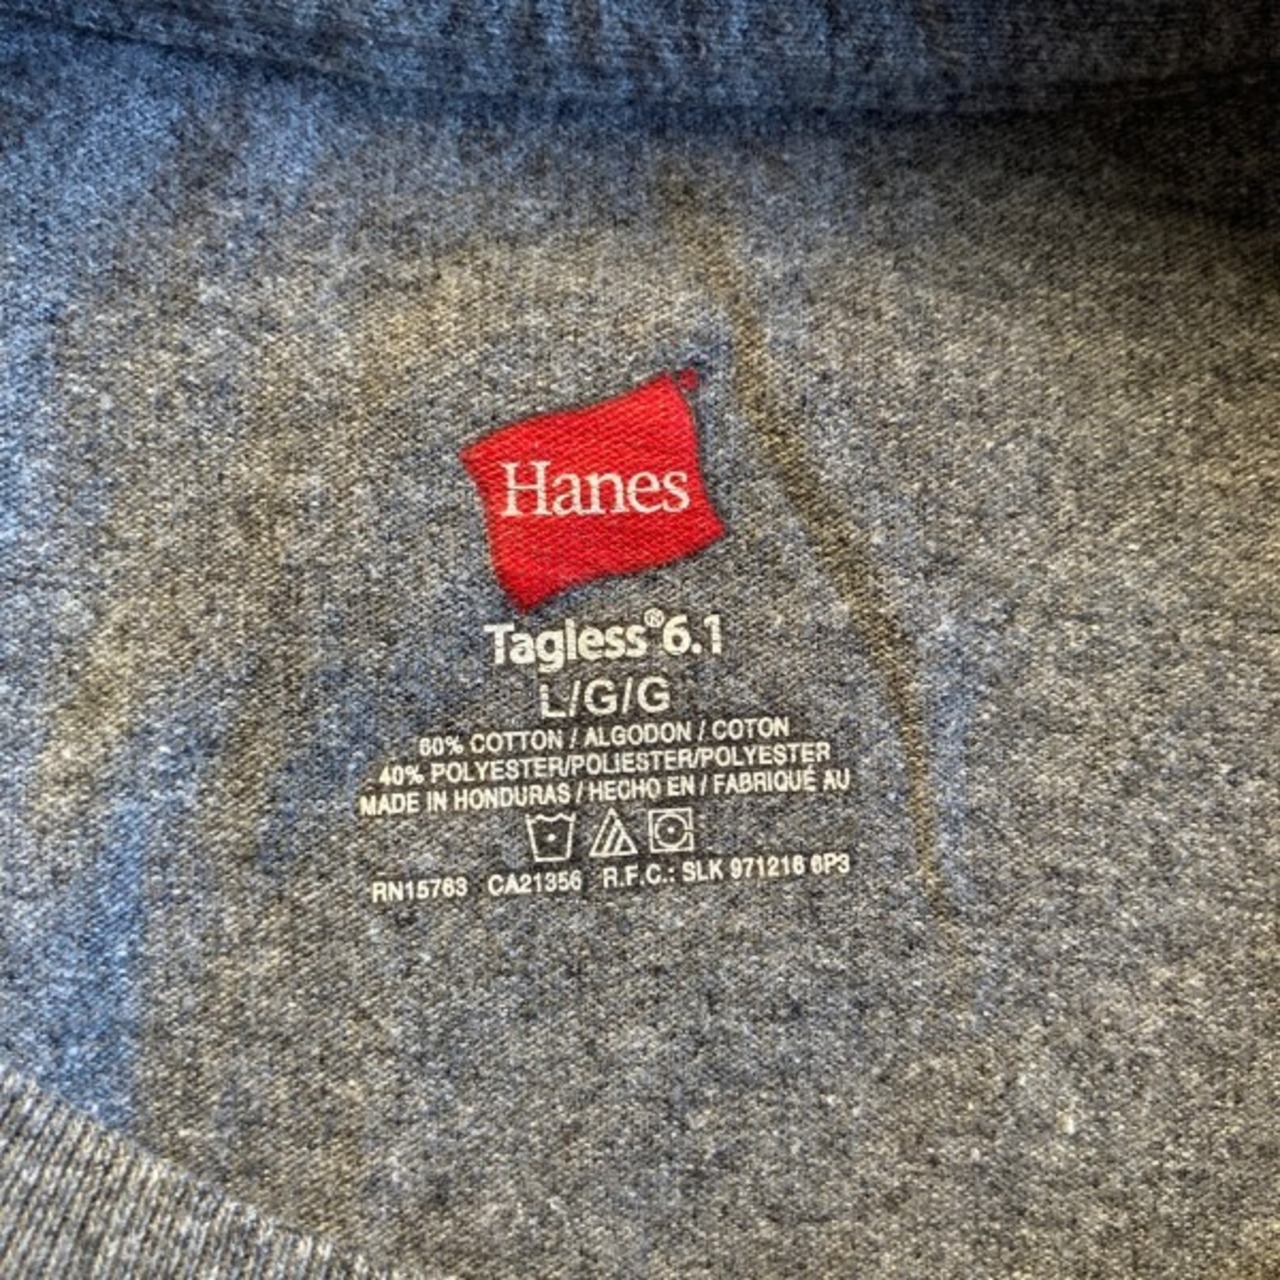 Hanes
Tagless®6.1
L/G/G
60% COTTON / ALGODON / COTON
40% POLYESTER/POLIESTER/POLYESTER
MADE IN HONDURAS / HECHO EN / FABRIQUÉ AU
RN15763 CA21356 R.F.C.: SLK 971216 6P3